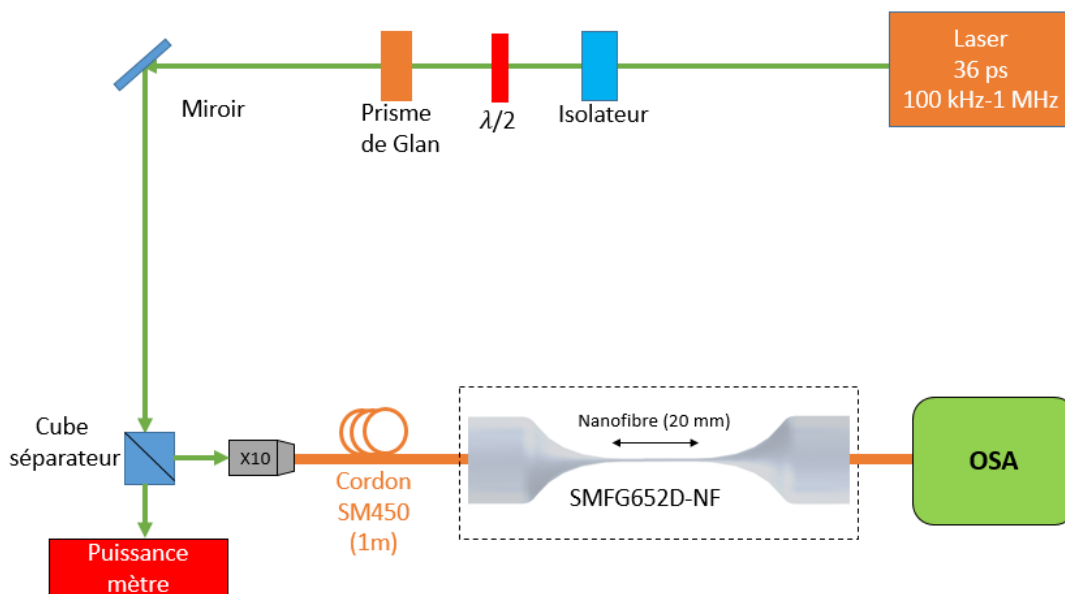 Laser
36 ps
100 kHz-1 MHz
Miroir
Prisme
de Glan
λ/2
Isolateur
Cube
séparateur
X10
Cordon
SM450
(1m)
Nanofibre (20 mm)
SMFG652D-NF
OSA
Puissance
mètre